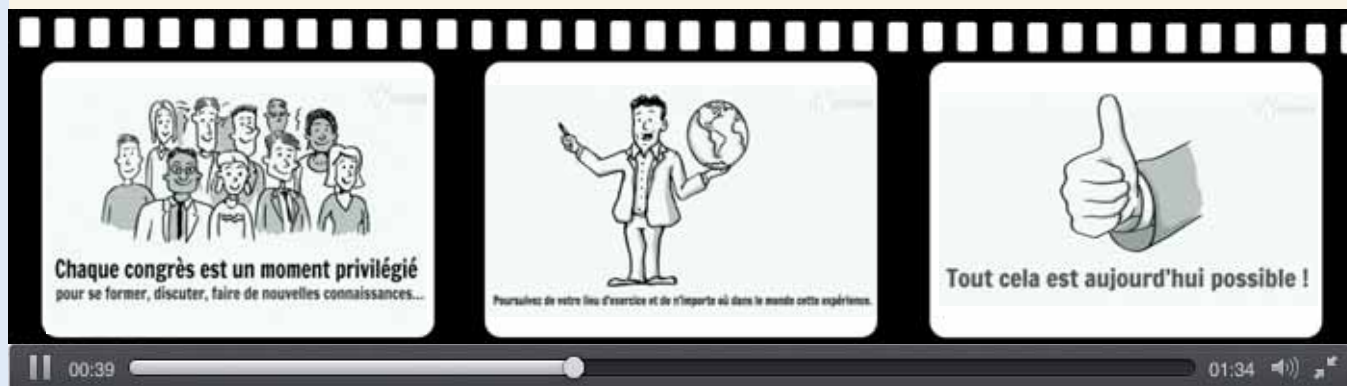 Chaque congrès est un moment privilégié
pour se former, discuter, faire de nouvelles connaissances...
Poursuivez de votre lieu d'exercice et de n'importe où dans le monde cette expérience.
Tout cela est aujourd'hui possible !
00:39
01:34